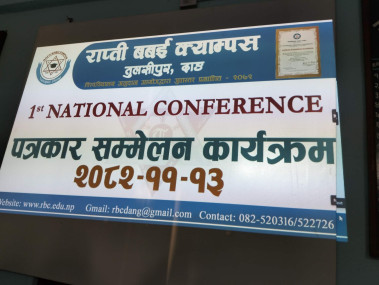 राप्ती बबई क्याम्पस
तुलसीपुर, दाङ
1st NATIONAL CONFERENCE
पत्रकार सम्मेलन कार्यक्रम
२०८२-११-१३
Website: www.rbc.edu.np Gmail: rbcdang@gmail.com Contact: 082-520316/522726